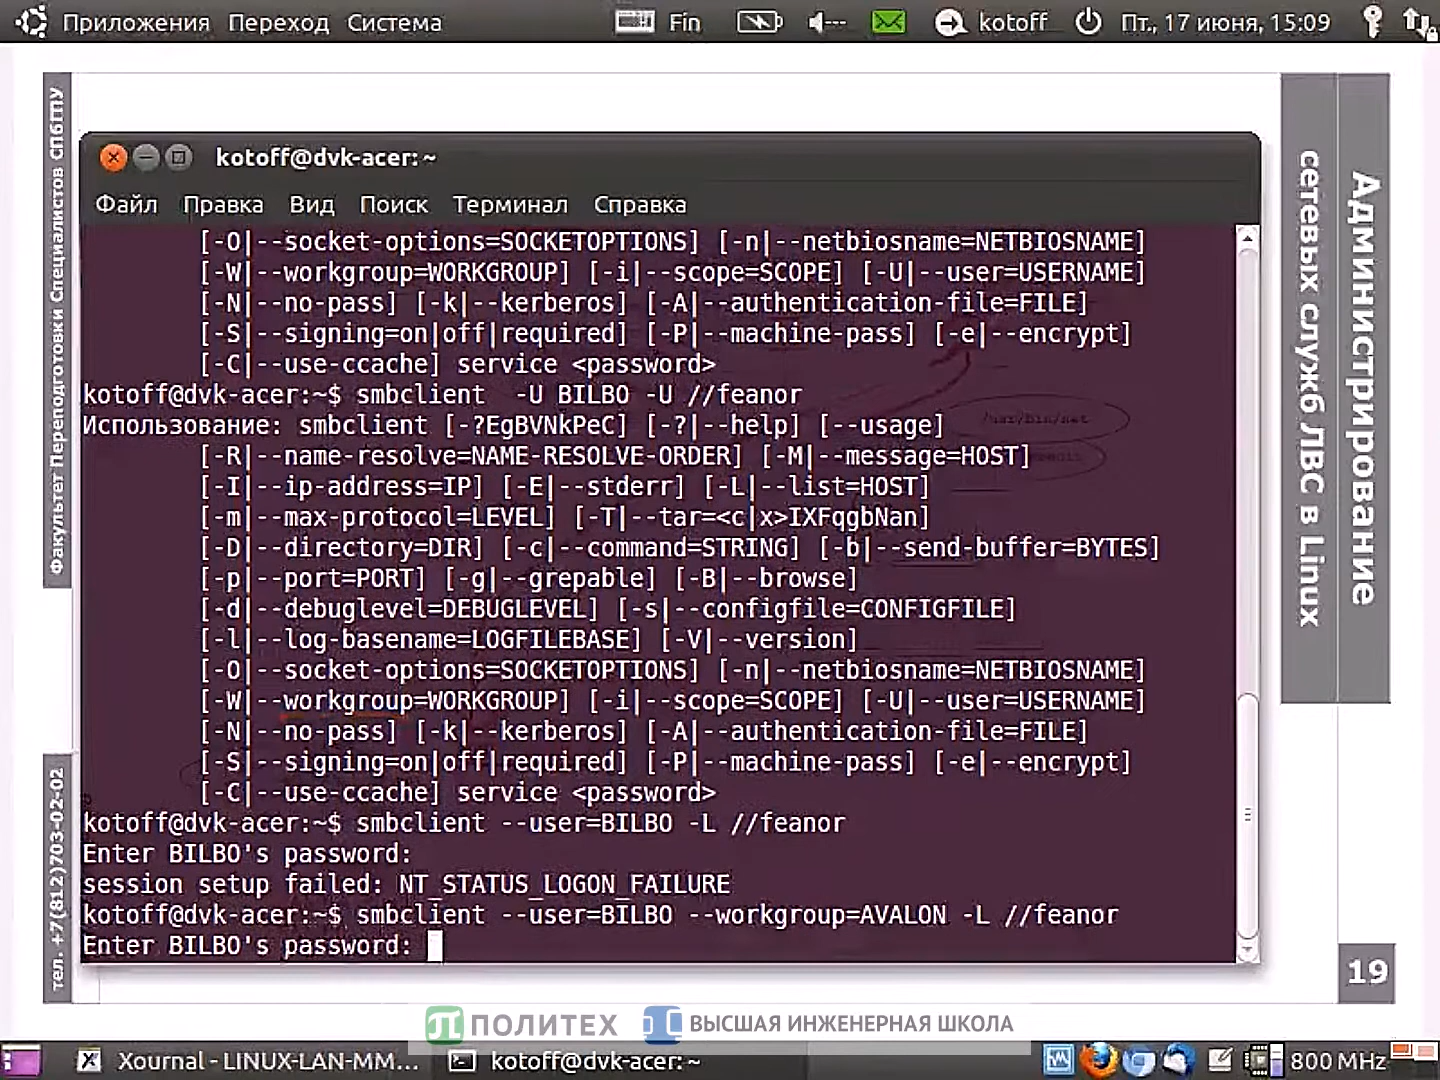 Приложения Переход Система Fin kotoff Пт., 17 июня, 15:09
Факультет Переподготовки Специалистов СПбГПУ
тел. +7(812)703-02-02
kotoff@dvk-acer: ~
Файл Правка Вид Поиск Терминал Справка
[-O|--socket-options=SOCKETOPTIONS] [-n|--netbiosname=NETBIOSNAME]
[-W|--workgroup=WORKGROUP] [-i|--scope=SCOPE] [-U|--user=USERNAME]
[-N|--no-pass] [-k|--kerberos] [-A|--authentication-file=FILE]
[-S|--signing=on|off|required] [-P|--machine-pass] [-e|--encrypt]
[-C|--use-ccache] service <password>
kotoff@dvk-acer:~$ smbclient  -U BILBO -U //feanor
Использование: smbclient [-?EgBVNkPeC] [-?|--help] [--usage]
[-R|--name-resolve=NAME-RESOLVE-ORDER] [-M|--message=HOST]
[-I|--ip-address=IP] [-E|--stderr] [-L|--list=HOST]
[-m|--max-protocol=LEVEL] [-T|--tar=<c|x>IXFqgbNan]
[-D|--directory=DIR] [-c|--command=STRING] [-b|--send-buffer=BYTES]
[-p|--port=PORT] [-g|--grepable] [-B|--browse]
[-d|--debuglevel=DEBUGLEVEL] [-s|--configfile=CONFIGFILE]
[-l|--log-basename=LOGFILEBASE] [-V|--version]
[-O|--socket-options=SOCKETOPTIONS] [-n|--netbiosname=NETBIOSNAME]
[-W|--workgroup=WORKGROUP] [-i|--scope=SCOPE] [-U|--user=USERNAME]
[-N|--no-pass] [-k|--kerberos] [-A|--authentication-file=FILE]
[-S|--signing=on|off|required] [-P|--machine-pass] [-e|--encrypt]
[-C|--use-ccache] service <password>
kotoff@dvk-acer:~$ smbclient --user=BILBO -L //feanor
Enter BILBO's password:
session setup failed: NT_STATUS_LOGON_FAILURE
kotoff@dvk-acer:~$ smbclient --user=BILBO --workgroup=AVALON -L //feanor
Enter BILBO's password:
Администрирование
сетевых служб ЛВС в Linux
19
ПОЛИТЕХ ВЫСШАЯ ИНЖЕНЕРНАЯ ШКОЛА
Xournal - LINUX-LAN-MM... kotoff@dvk-acer: ~ 800 MHz